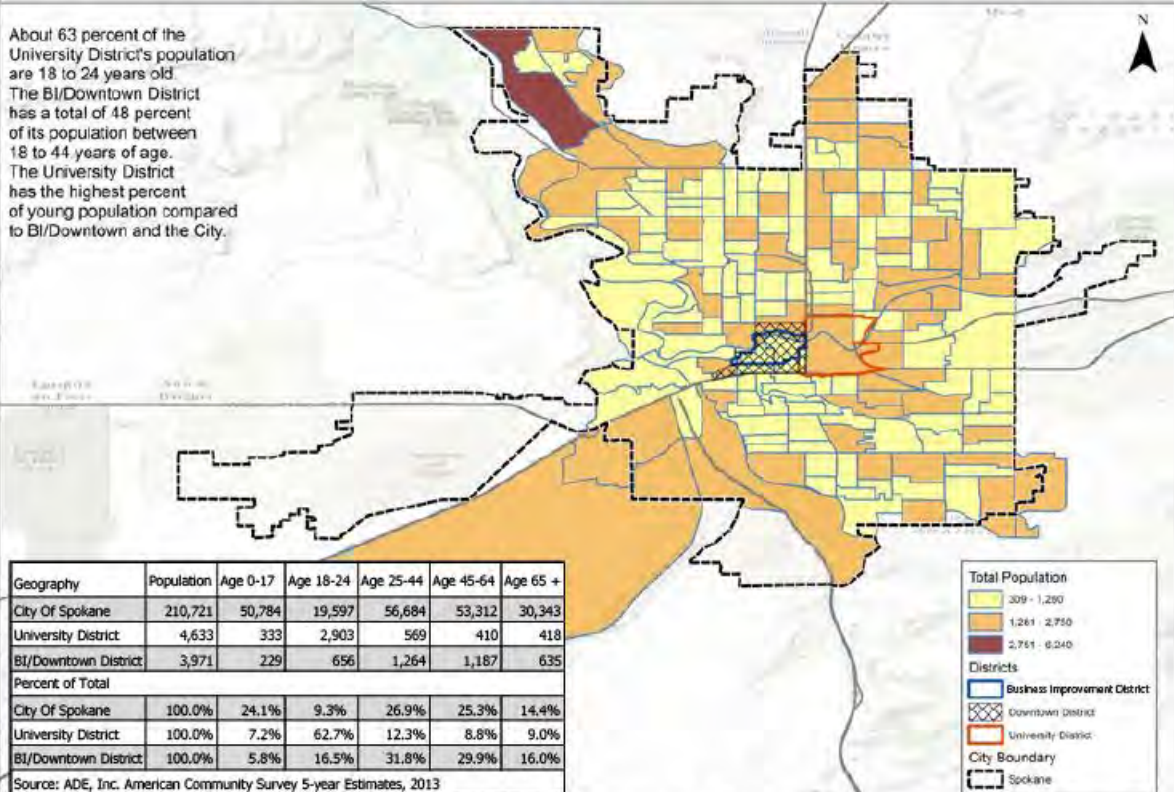 About 63 percent of the
University District's population
are 18 to 24 years old.
The BI/Downtown District
has a total of 48 percent
of its population between
18 to 44 years of age.
The University District
has the highest percent
of young population compared
to BI/Downtown and the City.
N
Geography Population Age 0-17 Age 18-24 Age 25-44 Age 45-64 Age 65 +
City Of Spokane 210,721 50,784 19,597 56,684 53,312 30,343
University District 4,633 333 2,903 569 410 418
BI/Downtown District 3,971 229 656 1,264 1,187 635
Percent of Total
City Of Spokane 100.0% 24.1% 9.3% 26.9% 25.3% 14.4%
University District 100.0% 7.2% 62.7% 12.3% 8.8% 9.0%
BI/Downtown District 100.0% 5.8% 16.5% 31.8% 29.9% 16.0%
Source: ADE, Inc. American Community Survey 5-year Estimates, 2013
Total Population
309 - 1,260
1,261 - 2,750
2,751 - 6,240
Districts
Business Improvement District
Downtown District
University District
City Boundary
Spokane